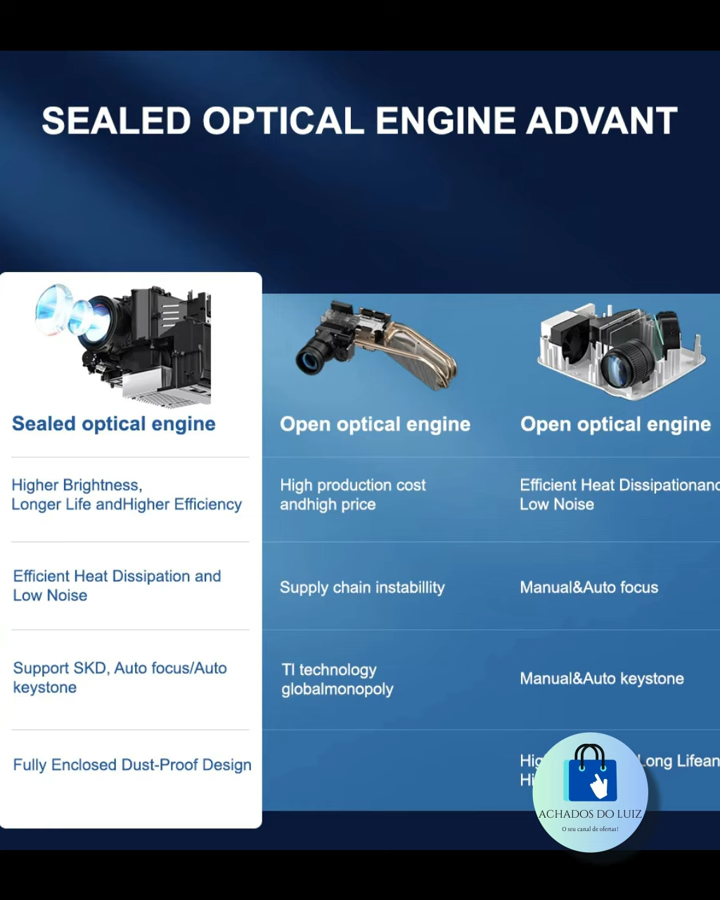 SEALED OPTICAL ENGINE ADVANT
Sealed optical engine
Higher Brightness,
Longer Life andHigher Efficiency
Efficient Heat Dissipation and
Low Noise
Support SKD, Auto focus/Auto
keystone
Fully Enclosed Dust-Proof Design
Open optical engine
High production cost
andhigh price
Supply chain instabillity
TI technology
globalmonopoly
Open optical engine
Efficient Heat Dissipationand
Low Noise
Manual&Auto focus
Manual&Auto keystone
Long Lifean
ACHADOS DO LUIZ
O seu canal de ofertas!